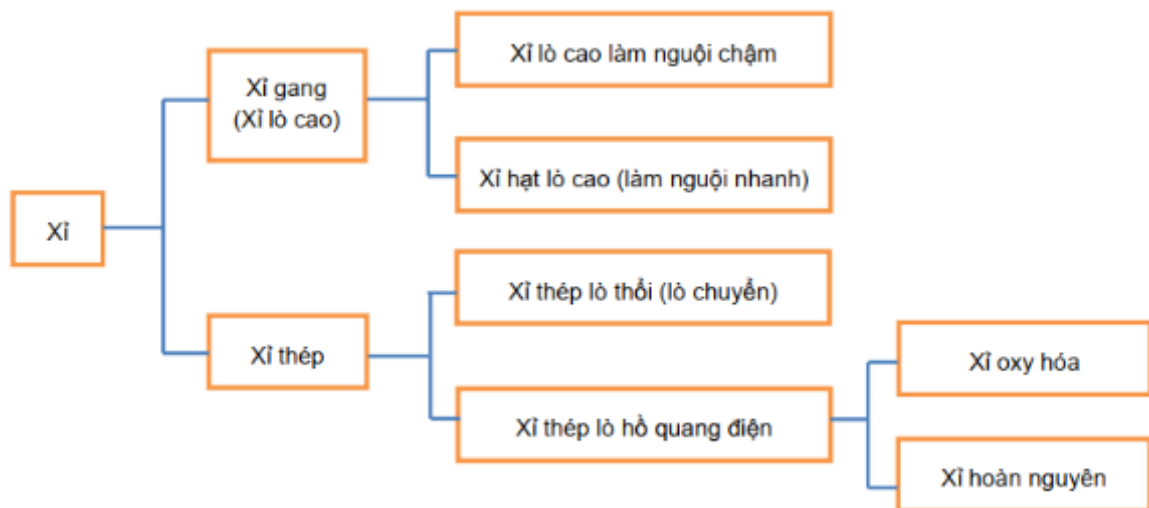 Xỉ
Xỉ gang
(Xỉ lò cao)
Xỉ lò cao làm nguội chậm
Xỉ hạt lò cao (làm nguội nhanh)
Xỉ thép
Xỉ thép lò thổi (lò chuyển)
Xỉ thép lò hồ quang điện
Xỉ oxy hóa
Xỉ hoàn nguyên